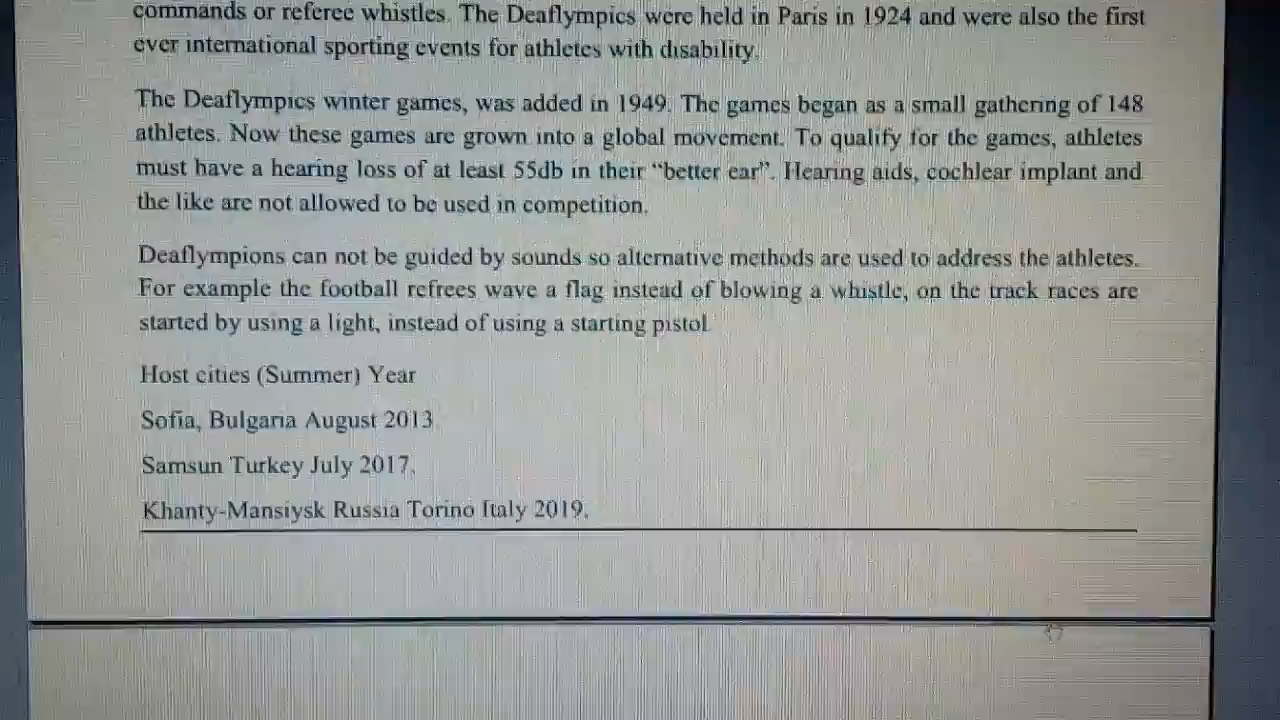 commands or referee whistles. The Deaflympics were held in Paris in 1924 and were also the first
ever international sporting events for athletes with disability.
The Deaflympics winter games, was added in 1949. The games began as a small gathering of 148
athletes. Now these games are grown into a global movement. To qualify for the games, athletes
must have a hearing loss of at least 55db in their “better ear”. Hearing aids, cochlear implant and
the like are not allowed to be used in competition.
Deaflympions can not be guided by sounds so alternative methods are used to address the athletes.
For example the football refrees wave a flag instead of blowing a whistle, on the track races are
started by using a light, instead of using a starting pistol.
Host cities (Summer) Year
Sofia, Bulgaria August 2013
Samsun Turkey July 2017.
Khanty-Mansiysk Russia Torino Italy 2019.